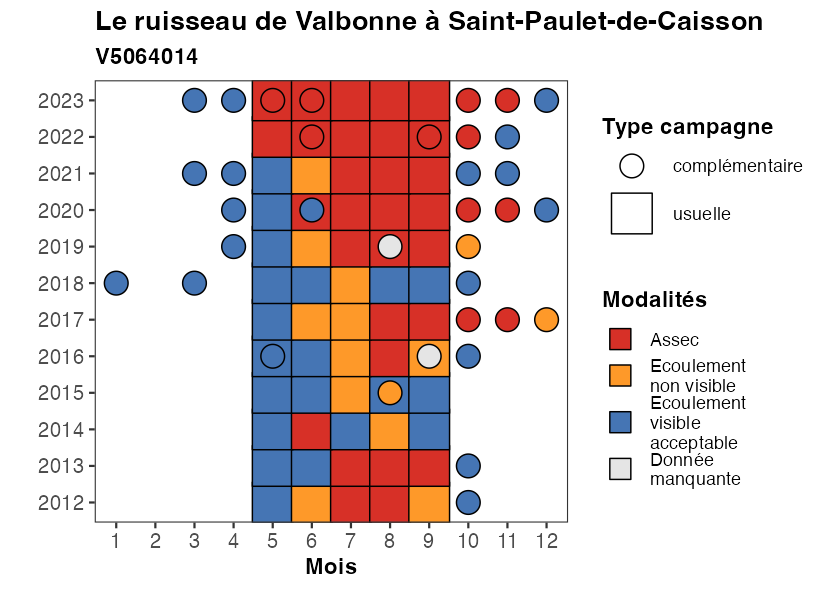 Le ruisseau de Valbonne à Saint-Paulet-de-Caisson
V5064014
2023
2022
2021
2020
2019
2018
2017
2016
2015
2014
2013
2012
1 2 3 4 5 6 7 8 9 10 11 12
Mois
Type campagne
complémentaire
usuelle
Modalités
Assec
Ecoulement
non visible
Ecoulement
visible
acceptable
Donnée
manquante